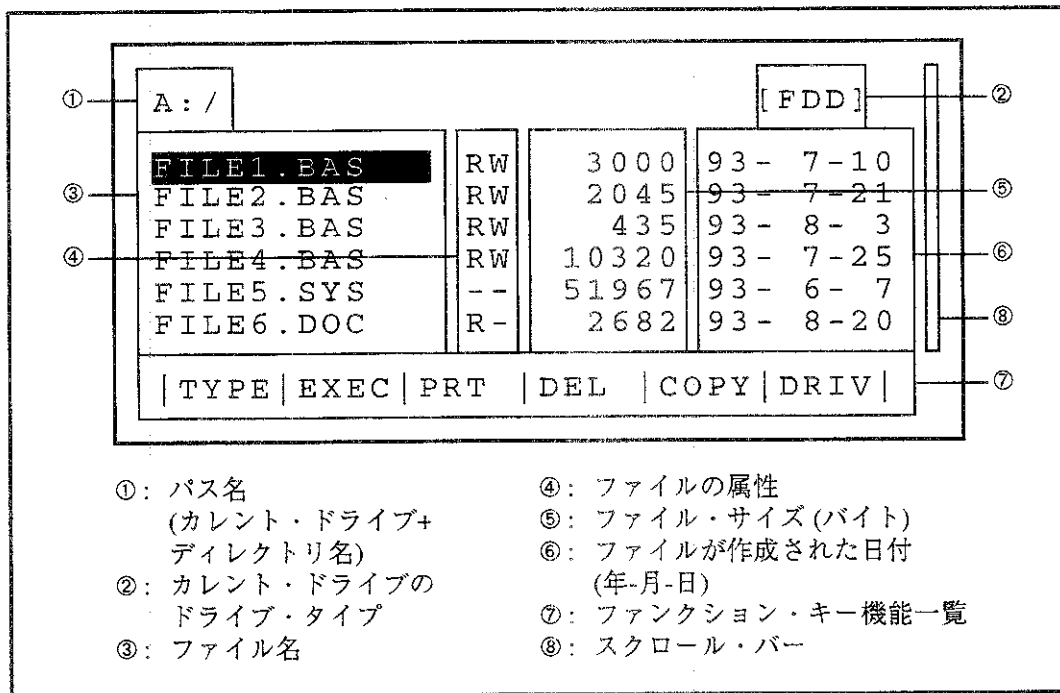 ① A:/ [FDD] ②
FILE1.BAS RW 3000 93- 7-10
③ FILE2.BAS RW 2045 93- 7-21 ⑤
FILE3.BAS RW 435 93- 8- 3
④ FILE4.BAS RW 10320 93- 7-25 ⑥
FILE5.SYS -- 51967 93- 6- 7
FILE6.DOC R- 2682 93- 8-20 ⑧
|TYPE|EXEC|PRT |DEL |COPY|DRIV| ⑦
①: パス名
(カレント・ドライブ+
ディレクトリ名)
②: カレント・ドライブの
ドライブ・タイプ
③: ファイル名
④: ファイルの属性
⑤: ファイル・サイズ (バイト)
⑥: ファイルが作成された日付
(年-月-日)
⑦: ファンクション・キー機能一覧
⑧: スクロール・バー